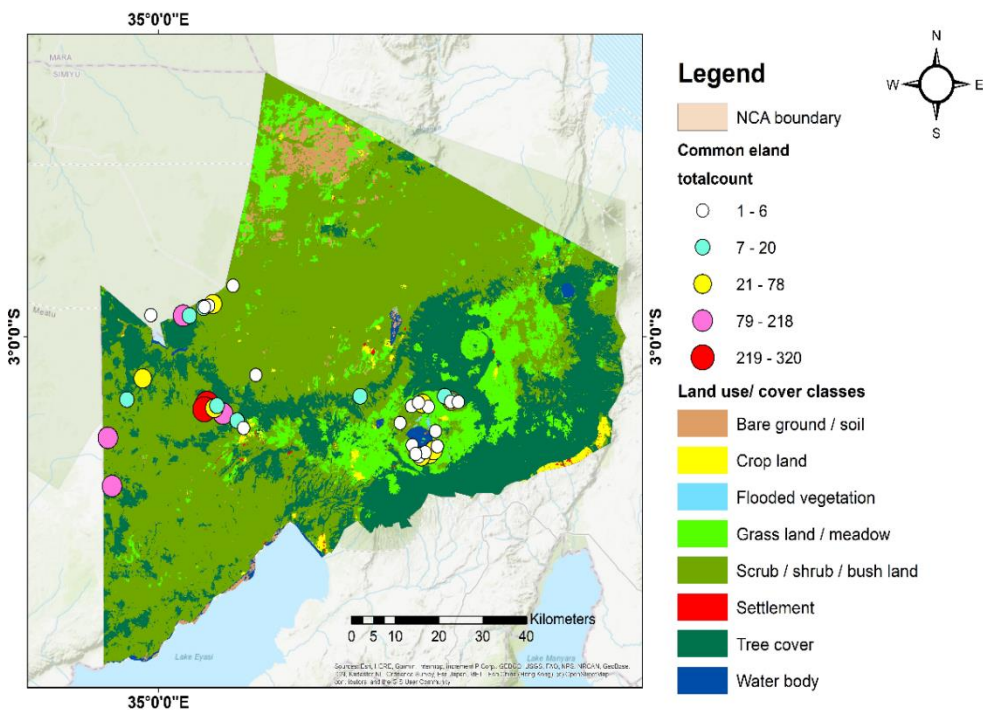 35°0'0"E
N
W
E
S
MARA
SIMIYU
Meatu
3°0'0"S
3°0'0"S
Lake Eyasi
Lake Manyara
Kilometers
0 5 10 20 30 40
35°0'0"E
Legend
NCA boundary
Common eland
totalcount
1 - 6
7 - 20
21 - 78
79 - 218
219 - 320
Land use/ cover classes
Bare ground / soil
Crop land
Flooded vegetation
Grass land / meadow
Scrub / shrub / bush land
Settlement
Tree cover
Water body